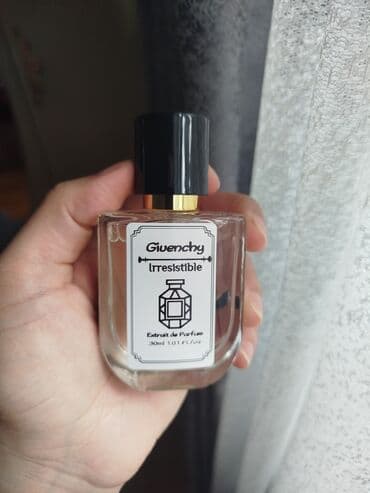 Givenchy
Irresistible
Extrait de Parfum
30ml 1.01 Fl/oz